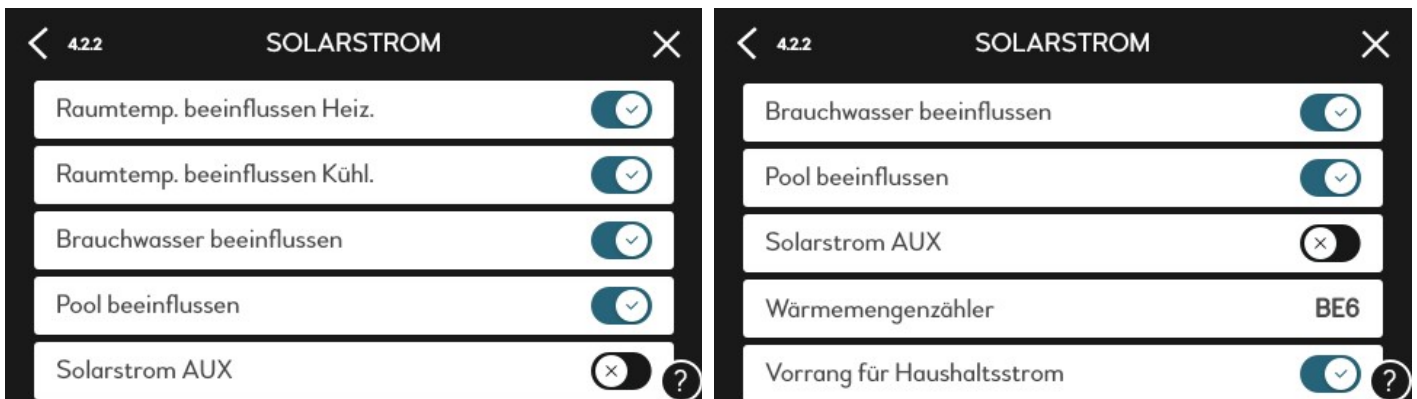 4.2.2 SOLARSTROM
Raumtemp. beeinflussen Heiz.
Raumtemp. beeinflussen Kühl.
Brauchwasser beeinflussen
Pool beeinflussen
Solarstrom AUX
?
4.2.2 SOLARSTROM
Brauchwasser beeinflussen
Pool beeinflussen
Solarstrom AUX
Wärmemengenzähler BE6
Vorrang für Haushaltsstrom
?